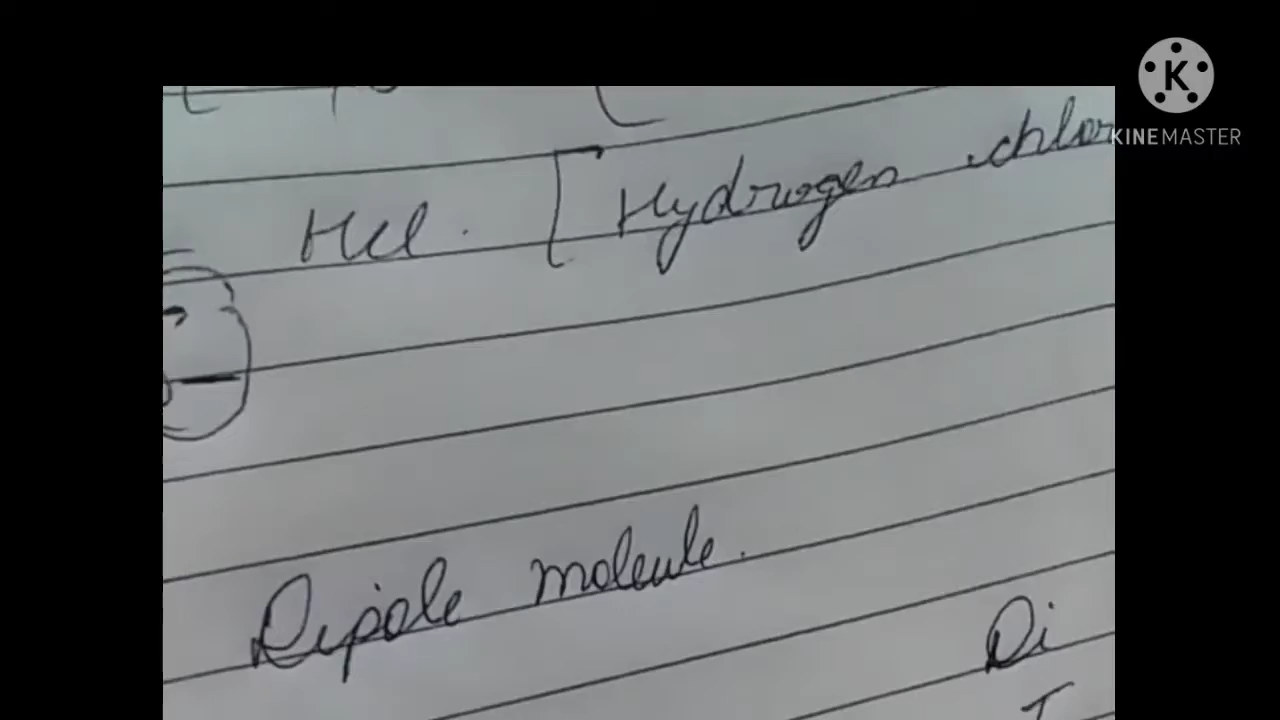 K
KINEMASTER
HCl. [Hydrogen chlor
Dipole molecule.
Di